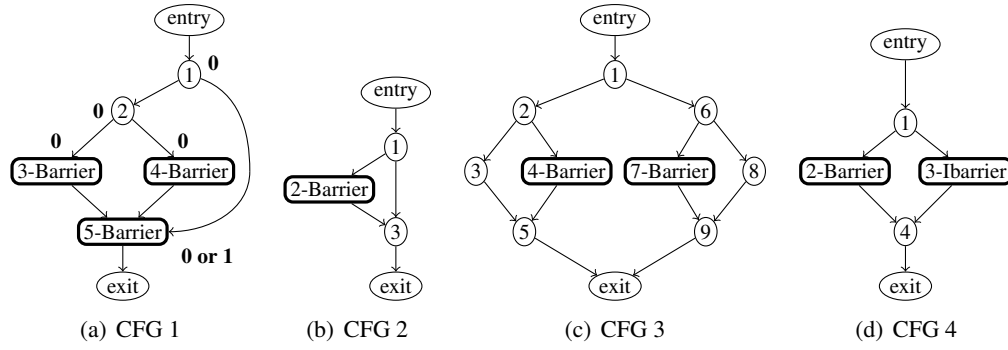 entry
1
0
2
0
0
0
3-Barrier
4-Barrier
5-Barrier
0 or 1
exit
(a) CFG 1
entry
1
2-Barrier
3
exit
(b) CFG 2
entry
1
2
6
3
4-Barrier
7-Barrier
8
5
9
exit
(c) CFG 3
entry
1
2-Barrier
3-Ibarrier
4
exit
(d) CFG 4